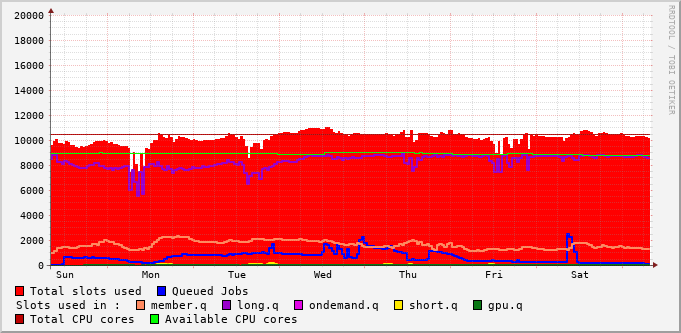 20000
18000
16000
14000
12000
10000
8000
6000
4000
2000
0
Sun Mon Tue Wed Thu Fri Sat
Total slots used Queued Jobs
Slots used in : member.q long.q ondemand.q short.q gpu.q
Total CPU cores Available CPU cores
RRDTOOL / TOBI OETIKER